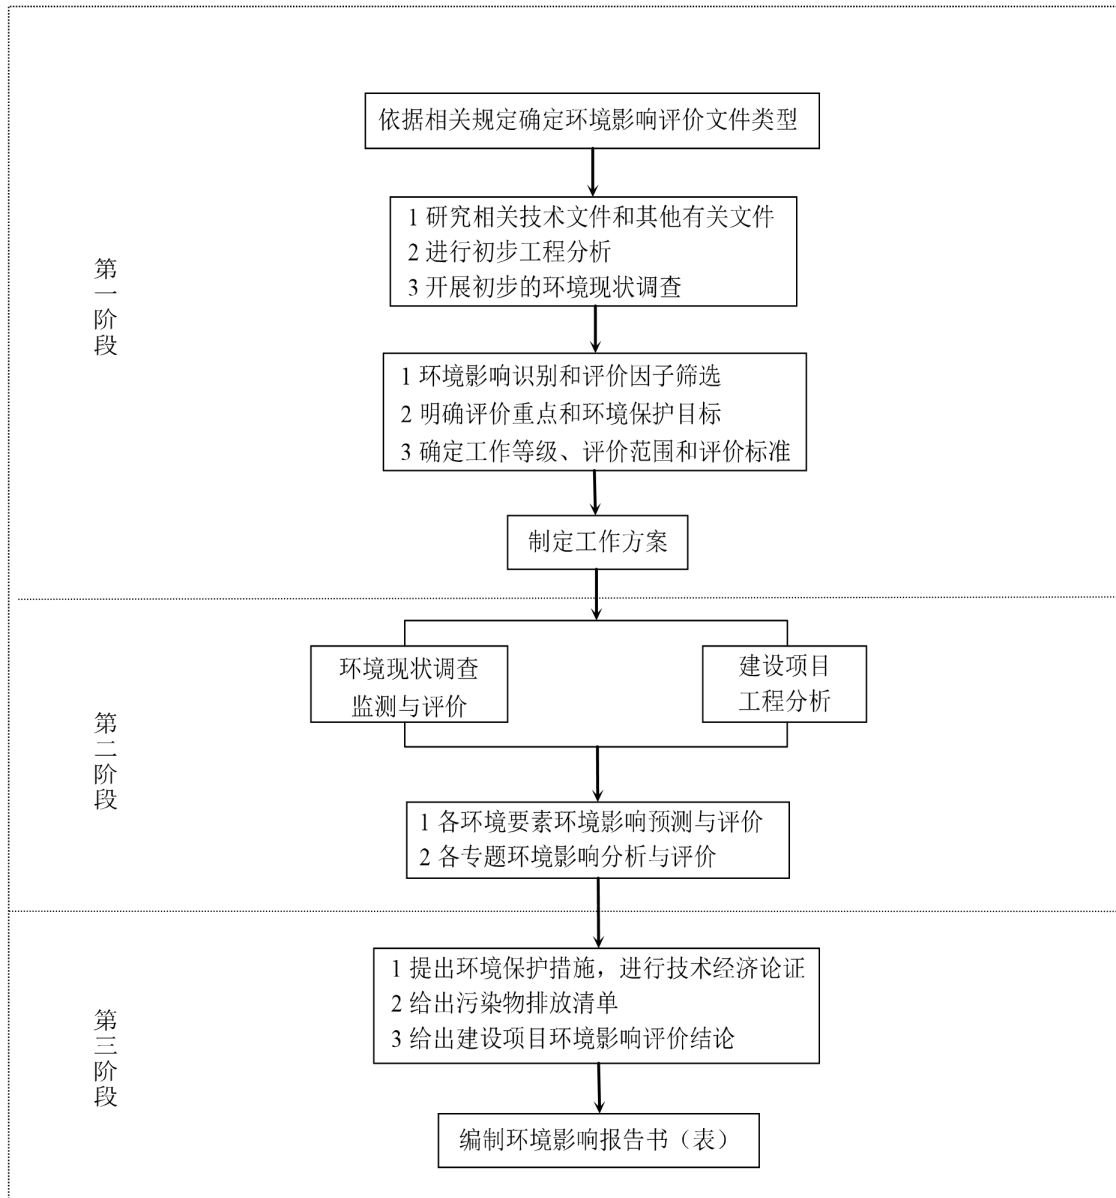 依据相关规定确定环境影响评价文件类型
1 研究相关技术文件和其他有关文件
2 进行初步工程分析
3 开展初步的环境现状调查
第一阶段
1 环境影响识别和评价因子筛选
2 明确评价重点和环境保护目标
3 确定工作等级、评价范围和评价标准
制定工作方案
环境现状调查
监测与评价
建设项目
工程分析
第二阶段
1 各环境要素环境影响预测与评价
2 各专题环境影响分析与评价
1 提出环境保护措施，进行技术经济论证
2 给出污染物排放清单
3 给出建设项目环境影响评价结论
第三阶段
编制环境影响报告书（表）